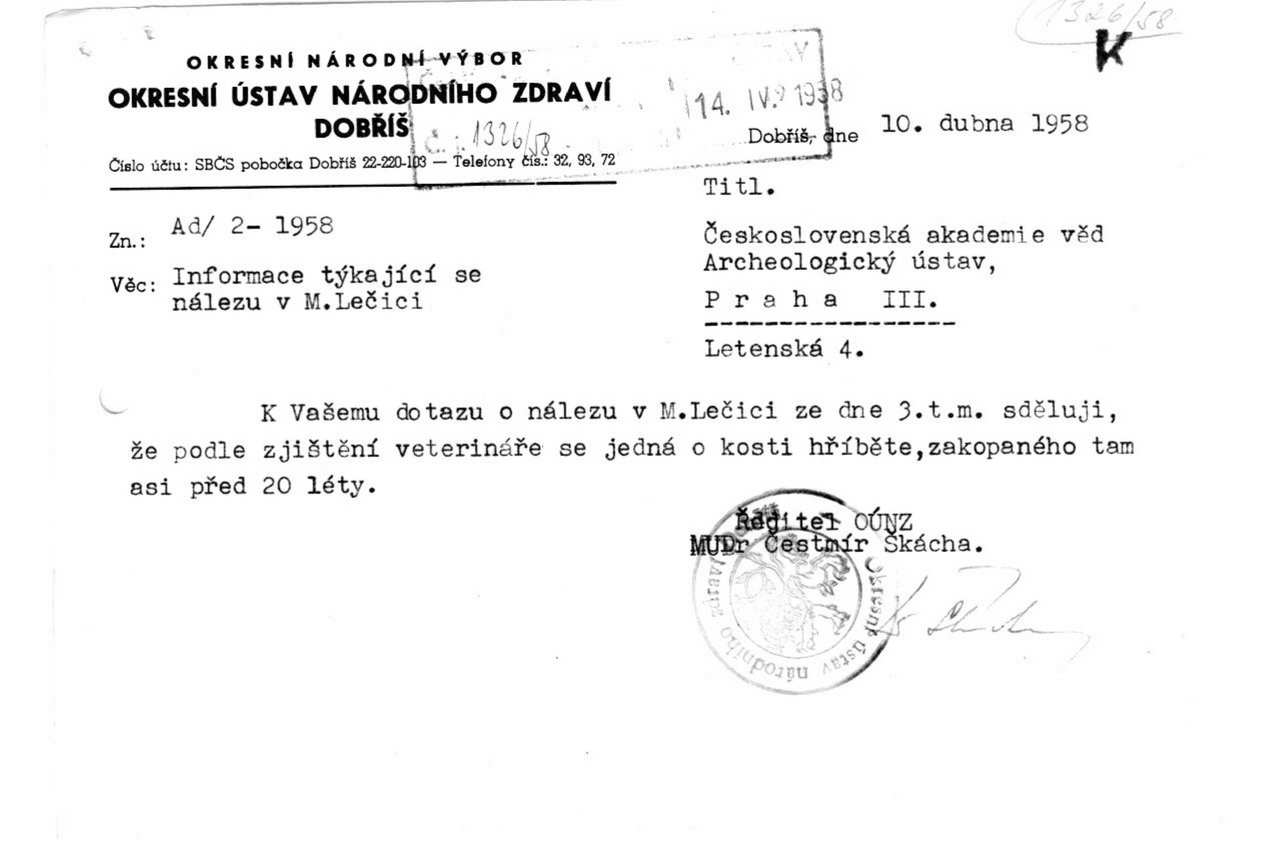 1326/58
K
OKRESNÍ NÁRODNÍ VÝBOR
OKRESNÍ ÚSTAV NÁRODNÍHO ZDRAVÍ
DOBŘÍŠ
Číslo účtu: SBČS pobočka Dobříš 22-220-103 — Telefony čís.: 32, 93, 72
14. IV. 1958
Č. j. 1326/58
Dobříš, dne 10. dubna 1958
Titl.
Československá akademie věd
Archeologický ústav,
Praha III.
Letenská 4.
Zn.: Ad/ 2- 1958
Věc: Informace týkající se
nálezu v M.Lečici
K Vašemu dotazu o nálezu v M.Lečici ze dne 3.t.m. sděluji,
že podle zjištění veterináře se jedná o kosti hříběte,zakopaného tam
asi před 20 léty.
Ředitel OÚNZ
MUDr Čestmír Škácha.
Okresní ústav národního zdraví